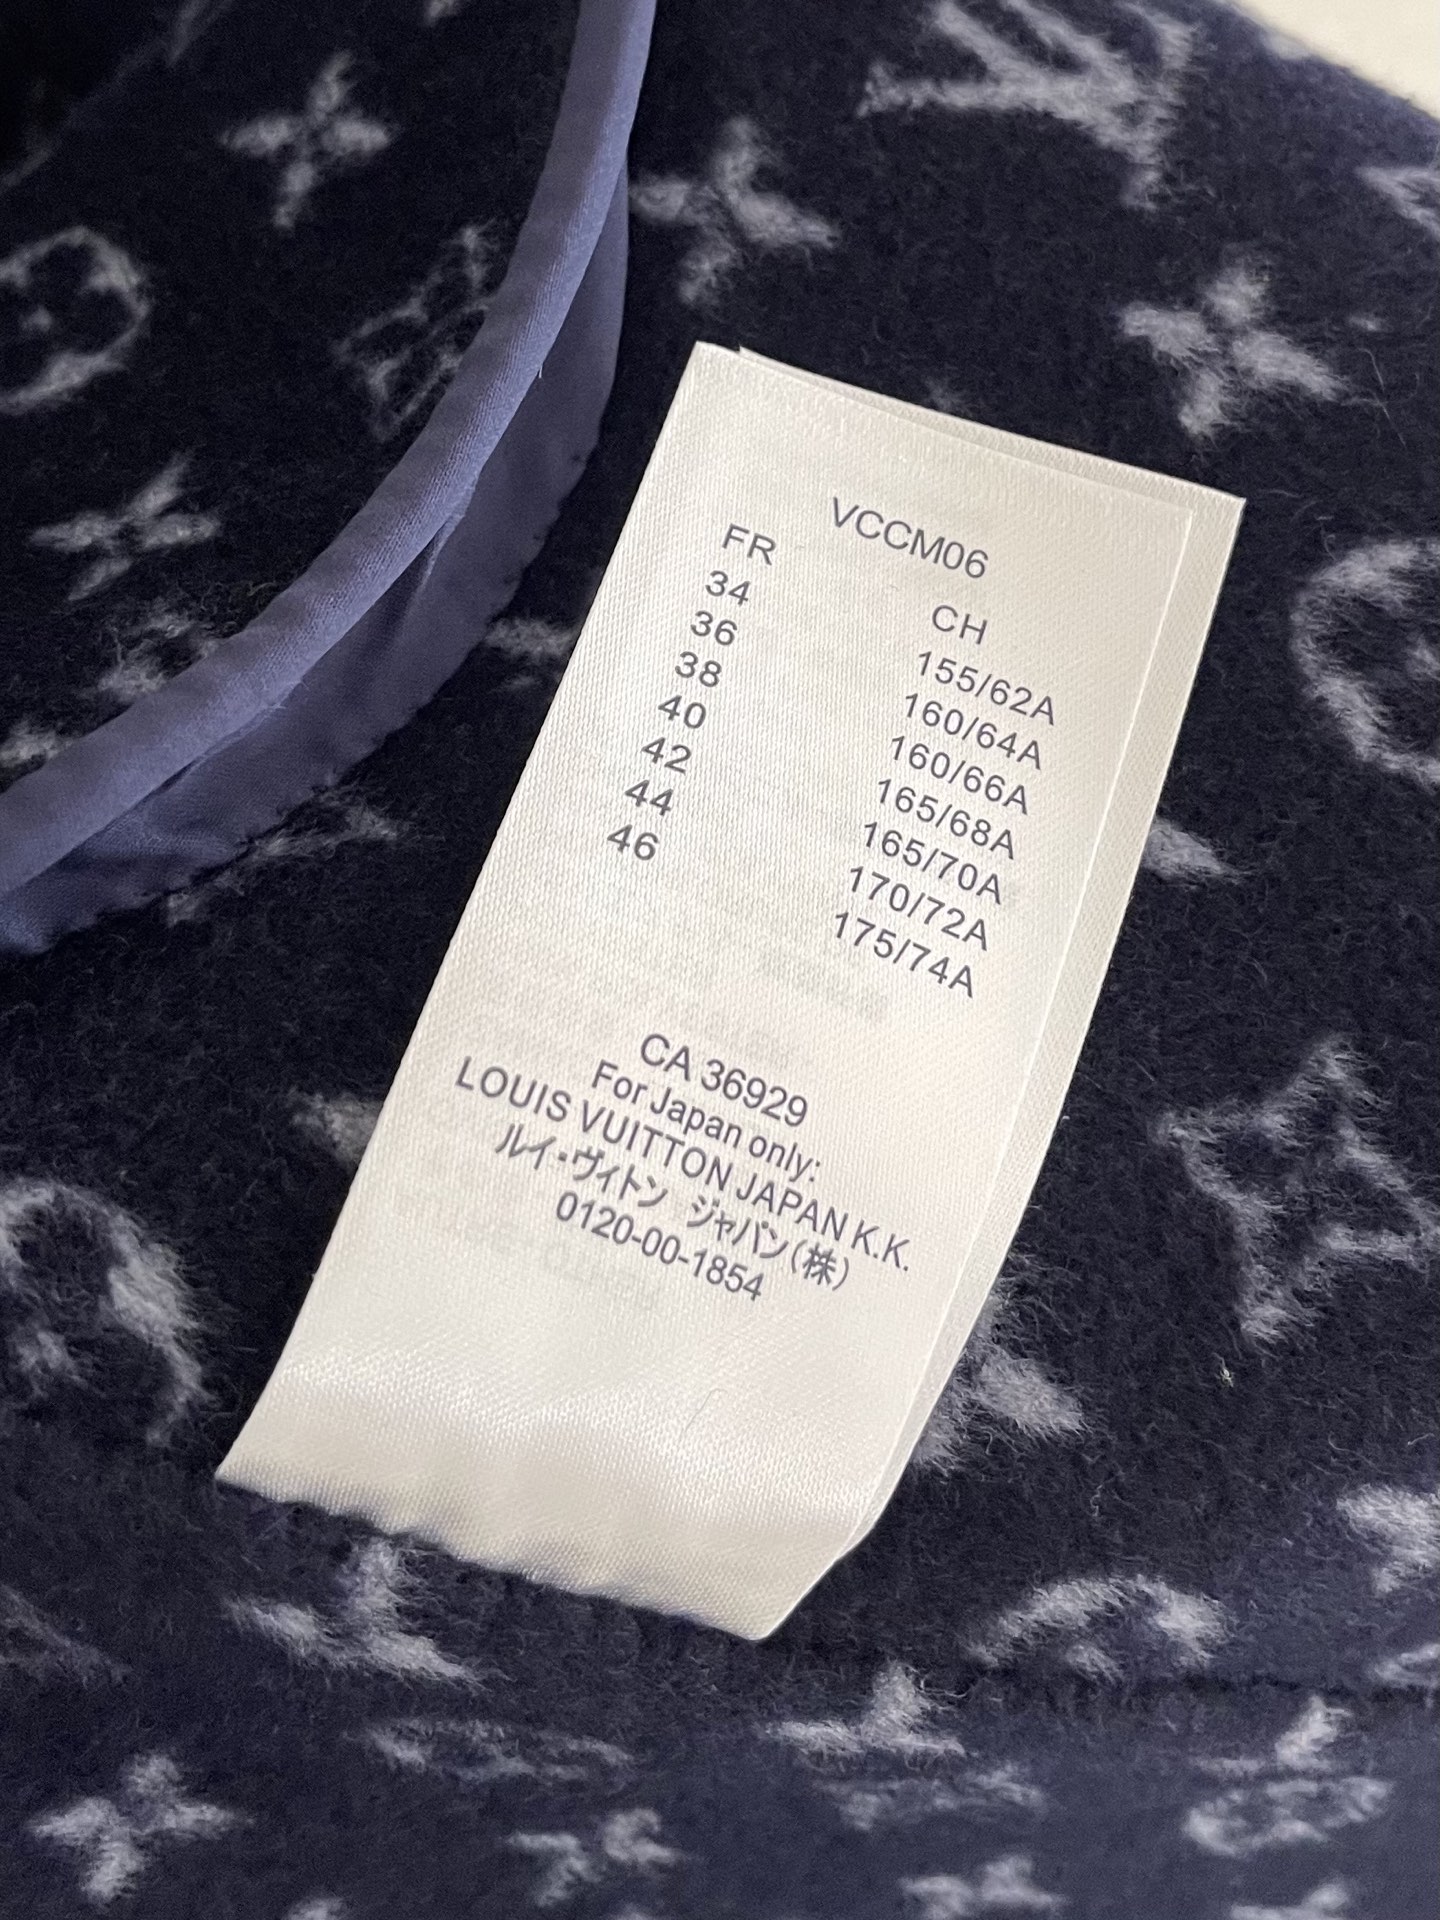 VCCM06
FR CH
34 155/62A
36 160/64A
38 160/66A
40 165/68A
42 165/70A
44 170/72A
46 175/74A
CA 36929
For Japan only:
LOUIS VUITTON JAPAN K.K.
ルイ・ヴィトン ジャパン(株)
0120-00-1854